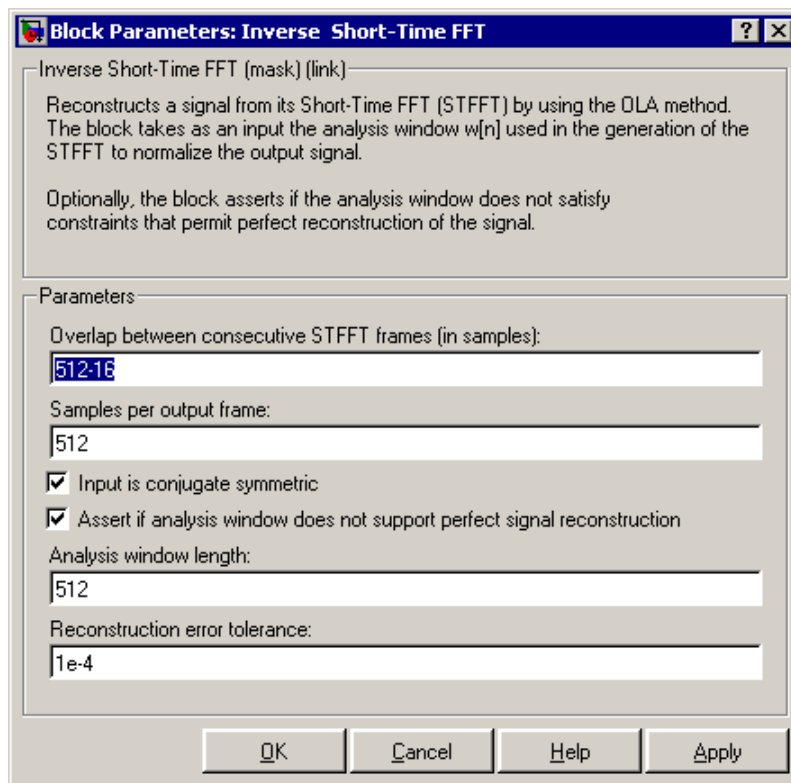 Block Parameters: Inverse  Short-Time FFT
Inverse Short-Time FFT (mask) (link)
Reconstructs a signal from its Short-Time FFT (STFFT) by using the OLA method.
The block takes as an input the analysis window w[n] used in the generation of the
STFFT to normalize the output signal.
Optionally, the block asserts if the analysis window does not satisfy
constraints that permit perfect reconstruction of the signal.
Parameters
Overlap between consecutive STFFT frames (in samples):
512-16
Samples per output frame:
512
Input is conjugate symmetric
Assert if analysis window does not support perfect signal reconstruction
Analysis window length:
512
Reconstruction error tolerance:
1e-4
OK Cancel Help Apply